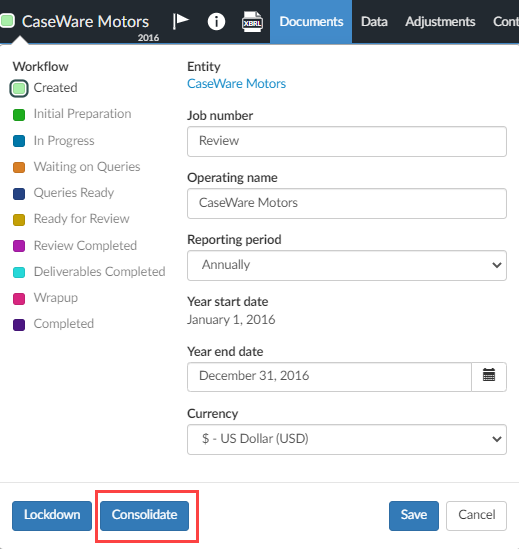 CaseWare Motors
2016
XBRL
Documents
Data
Adjustments
Cont
Workflow
Created
Initial Preparation
In Progress
Waiting on Queries
Queries Ready
Ready for Review
Review Completed
Deliverables Completed
Wrapup
Completed
Entity
CaseWare Motors
Job number
Review
Operating name
CaseWare Motors
Reporting period
Annually
Year start date
January 1, 2016
Year end date
December 31, 2016
Currency
$ - US Dollar (USD)
Lockdown
Consolidate
Save
Cancel